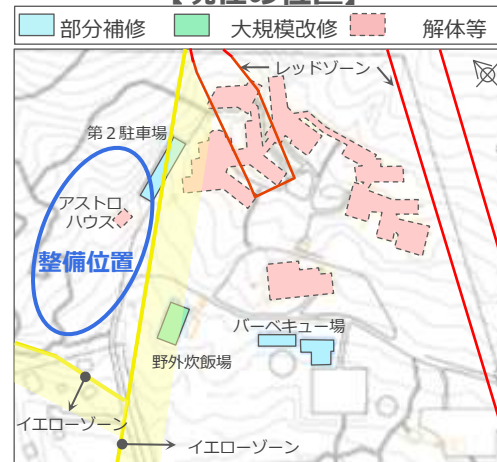 【現在の位置】
部分補修 大規模改修 解体等
レッドゾーン
第２駐車場
アストロ
ハウス
整備位置
バーベキュー場
野外炊飯場
イエローゾーン
イエローゾーン